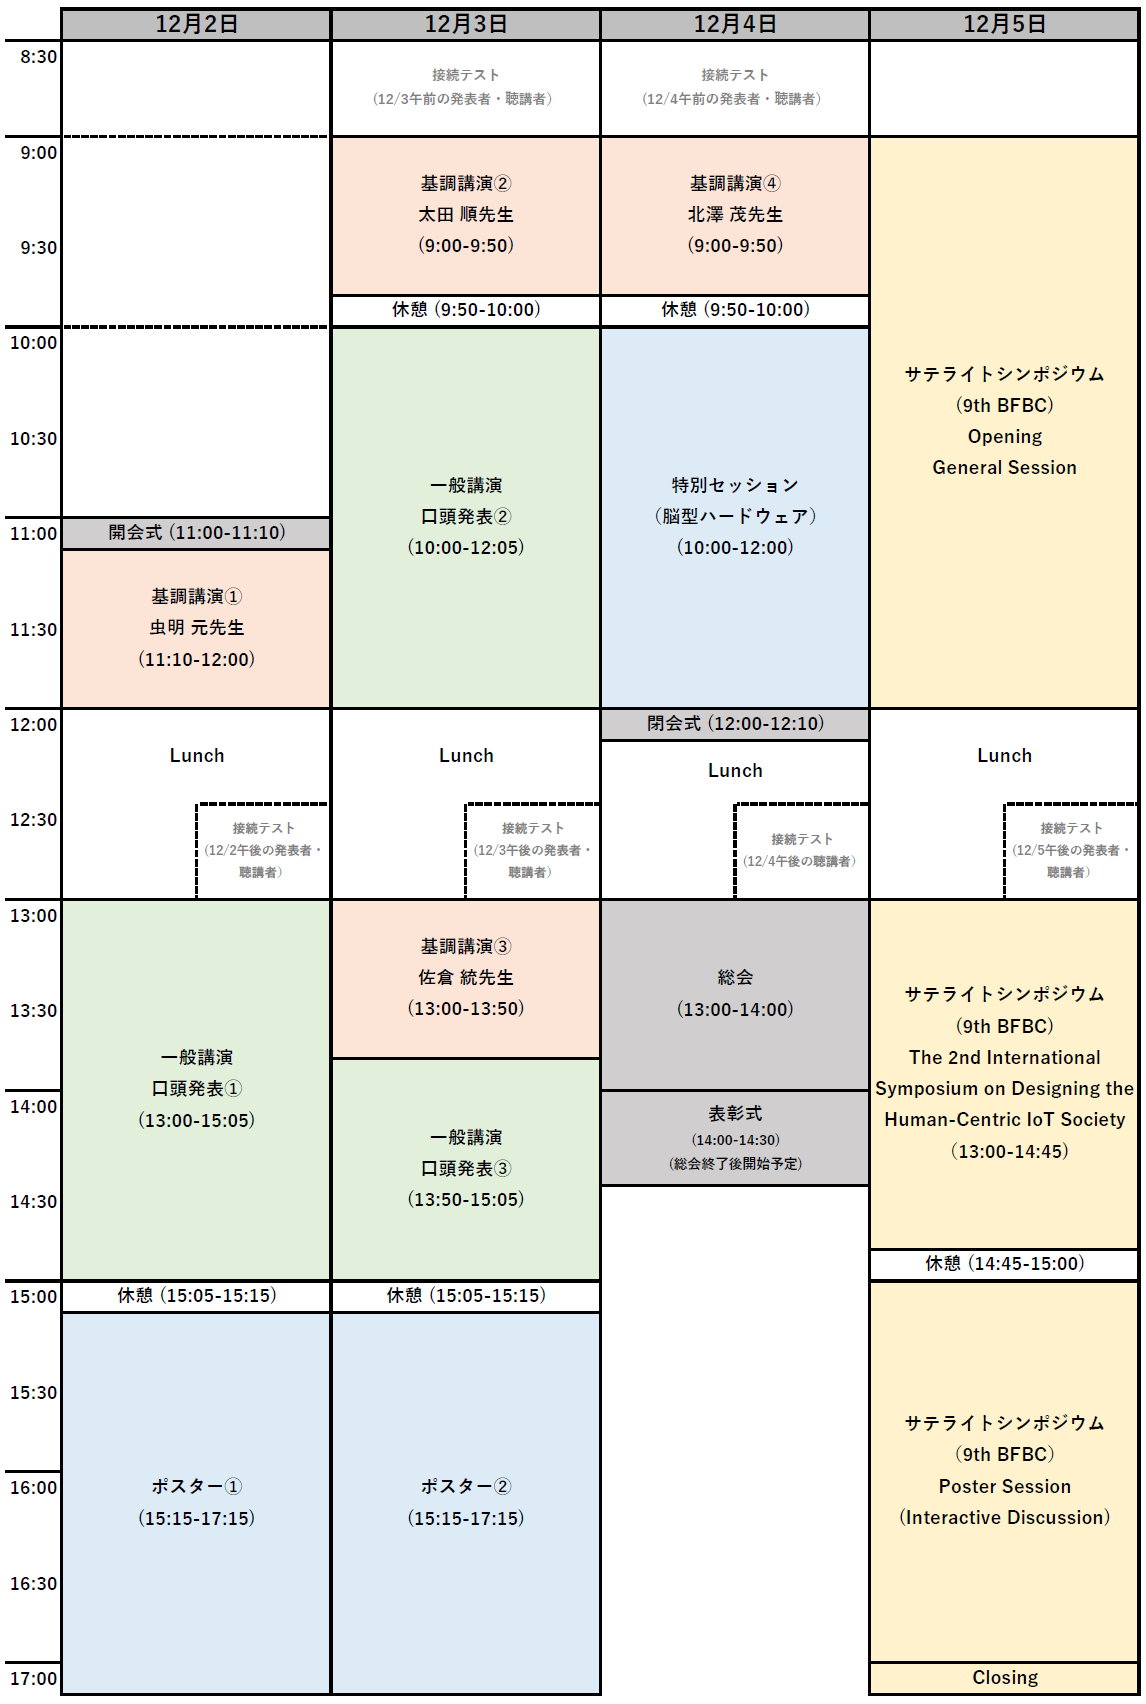 12月2日
12月3日
12月4日
12月5日
8:30
接続テスト
(12/3午前の発表者・聴講者)
接続テスト
(12/4午前の発表者・聴講者)
9:00
9:30
基調講演②
太田 順先生
(9:00-9:50)
基調講演④
北澤 茂先生
(9:00-9:50)
休憩 (9:50-10:00)
休憩 (9:50-10:00)
10:00
10:30
一般講演
口頭発表②
(10:00-12:05)
特別セッション
（脳型ハードウェア）
(10:00-12:00)
サテライトシンポジウム
(9th BFBC)
Opening
General Session
11:00
開会式 (11:00-11:10)
11:30
基調講演①
虫明 元先生
(11:10-12:00)
12:00
Lunch
Lunch
閉会式 (12:00-12:10)
Lunch
Lunch
12:30
接続テスト
(12/2午後の発表者・
聴講者)
接続テスト
(12/3午後の発表者・
聴講者)
接続テスト
(12/4午後の聴講者)
接続テスト
(12/5午後の発表者・
聴講者)
13:00
13:30
14:00
14:30
一般講演
口頭発表①
(13:00-15:05)
基調講演③
佐倉 統先生
(13:00-13:50)
一般講演
口頭発表③
(13:50-15:05)
総会
(13:00-14:00)
表彰式
(14:00-14:30)
(総会終了後開始予定)
サテライトシンポジウム
(9th BFBC)
The 2nd International
Symposium on Designing the
Human-Centric IoT Society
(13:00-14:45)
休憩 (14:45-15:00)
15:00
休憩 (15:05-15:15)
休憩 (15:05-15:15)
15:30
16:00
16:30
ポスター①
(15:15-17:15)
ポスター②
(15:15-17:15)
サテライトシンポジウム
(9th BFBC)
Poster Session
(Interactive Discussion)
17:00
Closing